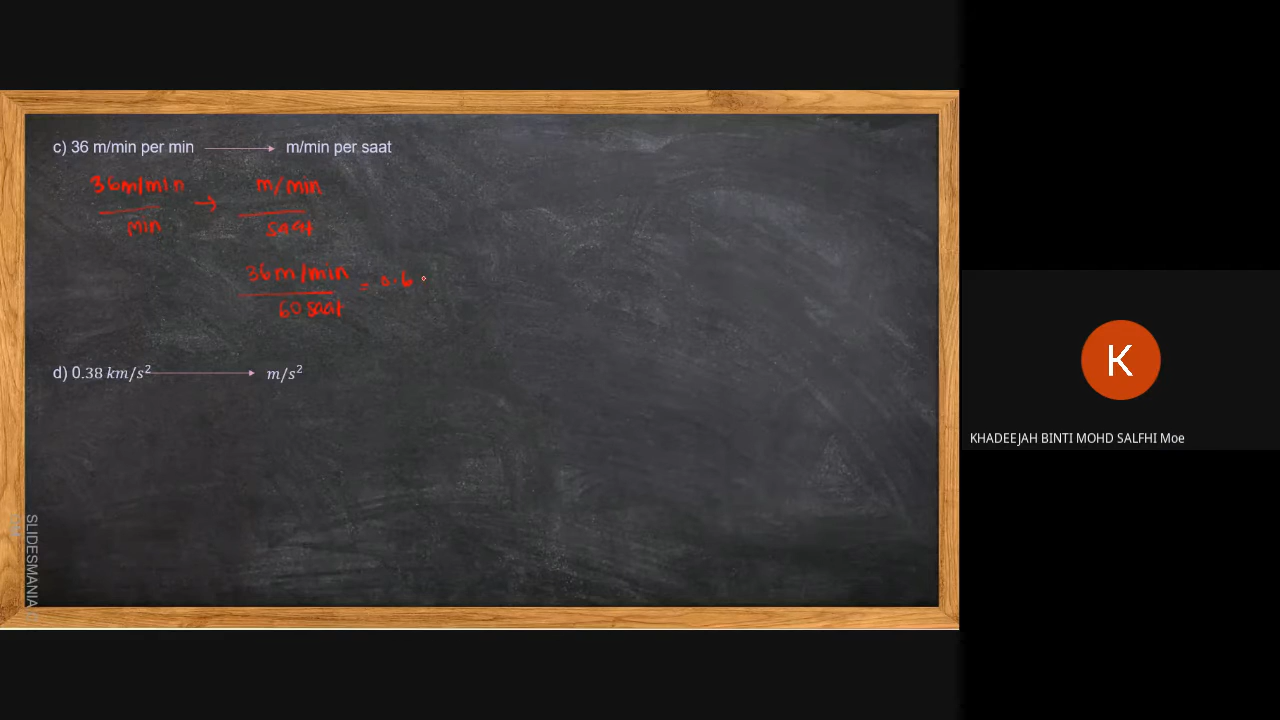 c) 36 m/min per min → m/min per saat
36m/min → m/min
min saat
36m/min = 0.6
60 saat
d) 0.38 km/s² → m/s²
SLIDESMANIA
K
KHADEEJAH BINTI MOHD SALFHI Moe